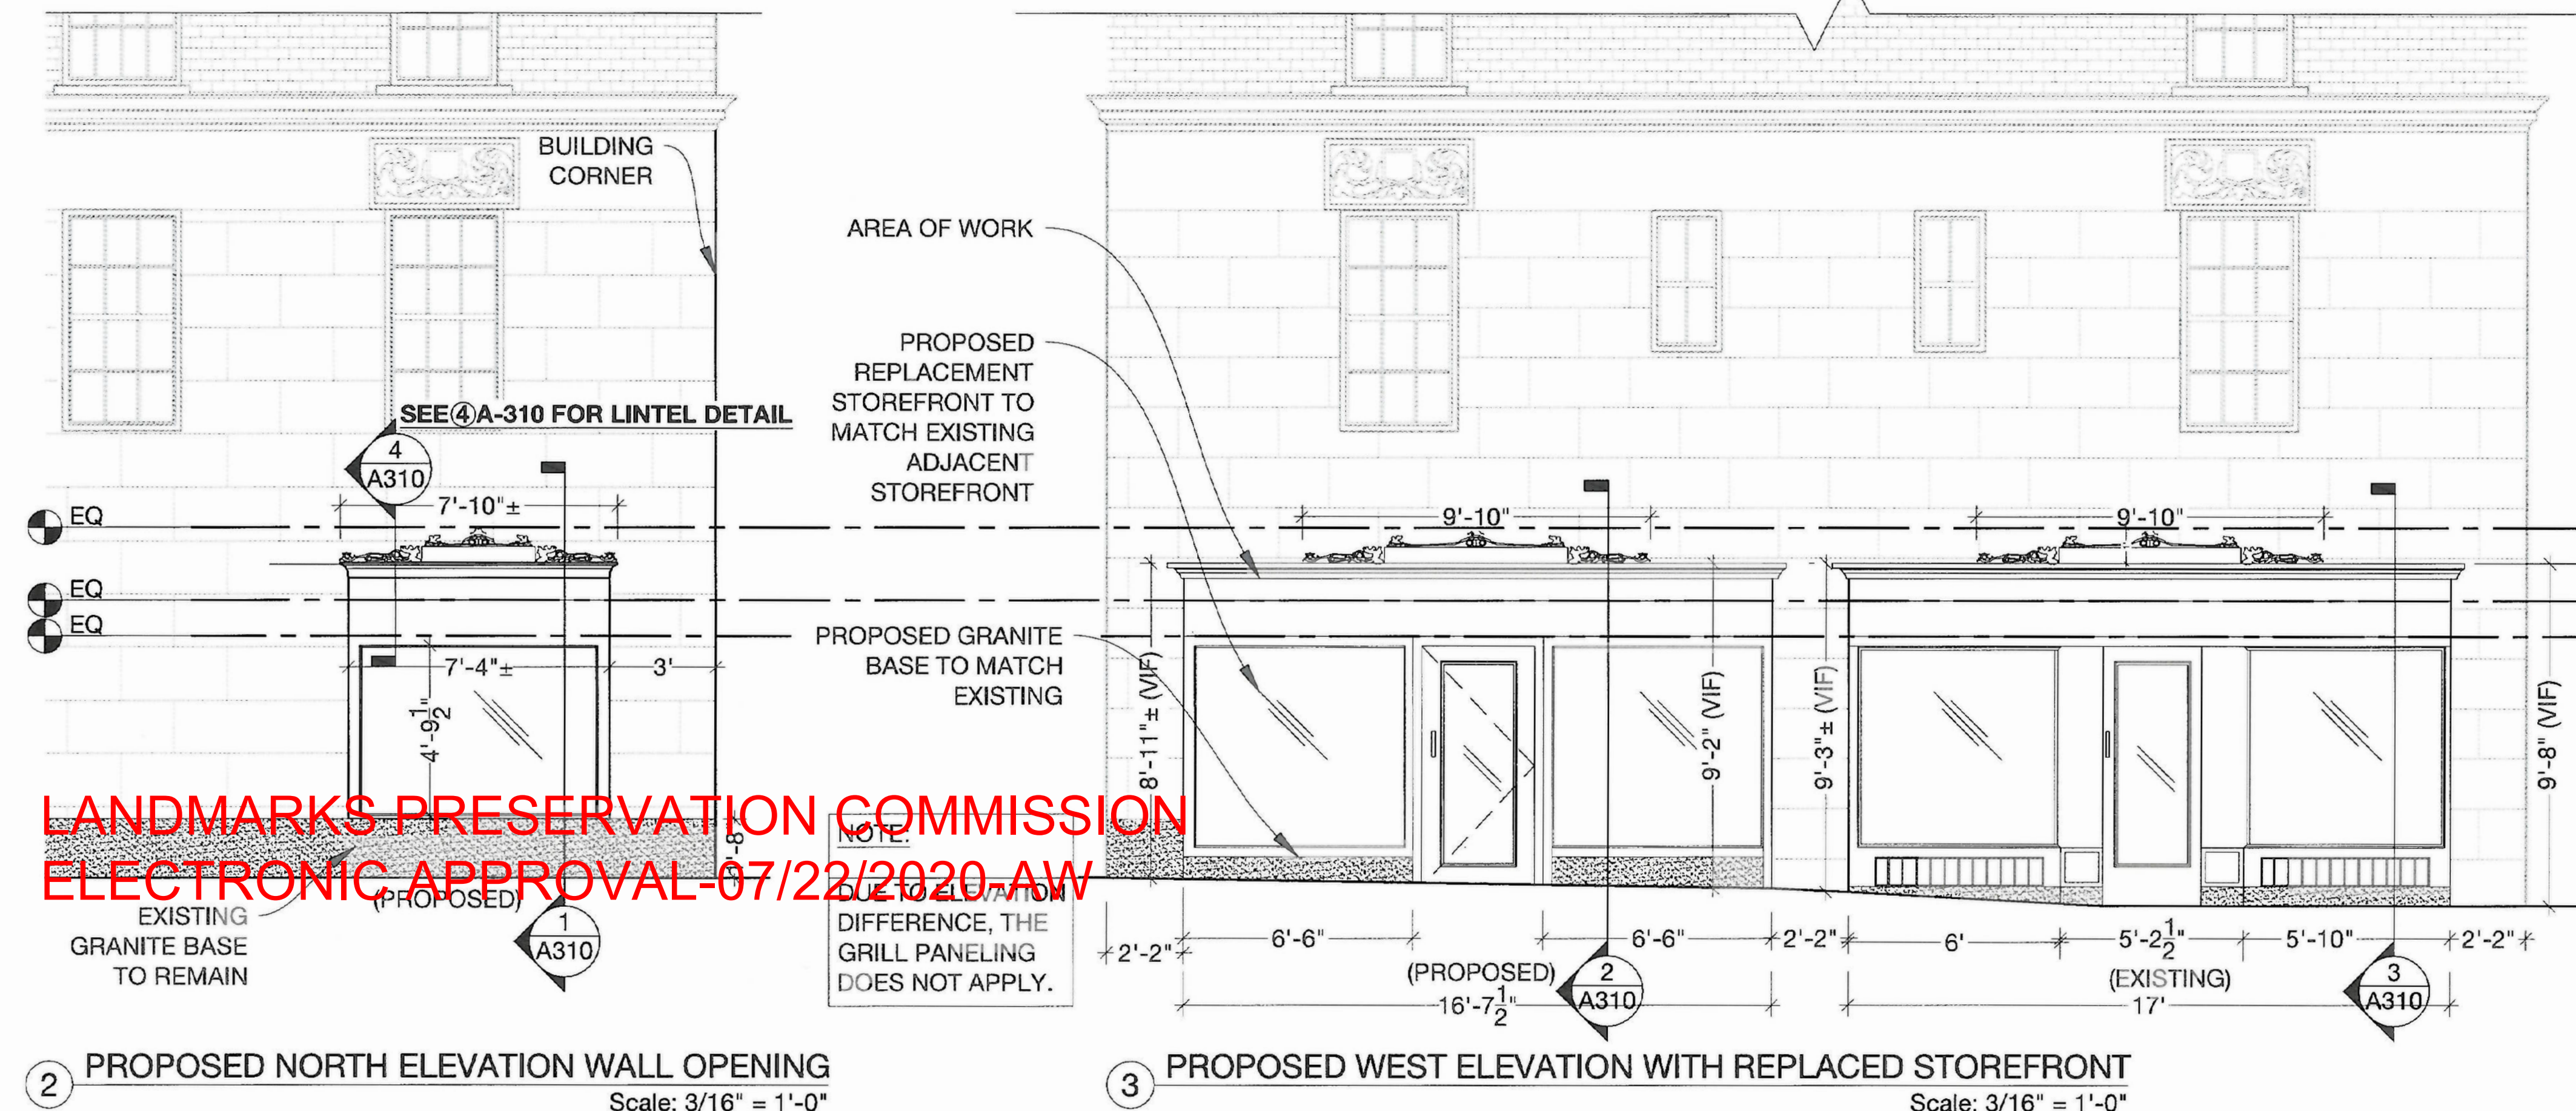 BUILDING
CORNER
SEE 4 A-310 FOR LINTEL DETAIL
4
A310
7'-10"±
EQ
EQ
EQ
7'-4"±
3'
4'-9 1/2"
LANDMARKS PRESERVATION COMMISSION
ELECTRONIC APPROVAL-07/22/2020-AW
(PROPOSED)
EXISTING
GRANITE BASE
TO REMAIN
1
A310
2
PROPOSED NORTH ELEVATION WALL OPENING
Scale: 3/16" = 1'-0"
AREA OF WORK
PROPOSED
REPLACEMENT
STOREFRONT TO
MATCH EXISTING
ADJACENT
STOREFRONT
PROPOSED GRANITE
BASE TO MATCH
EXISTING
NOTE:
DUE TO ELEVATION
DIFFERENCE, THE
GRILL PANELING
DOES NOT APPLY.
9'-10"
9'-10"
8'-11"± (VIF)
9'-2" (VIF)
9'-3"± (VIF)
9'-8" (VIF)
2'-2"
6'-6"
6'-6"
2'-2"
6'
5'-2 1/2"
5'-10"
2'-2"
(PROPOSED)
16'-7 1/2"
2
A310
(EXISTING)
17'
3
A310
3
PROPOSED WEST ELEVATION WITH REPLACED STOREFRONT
Scale: 3/16" = 1'-0"